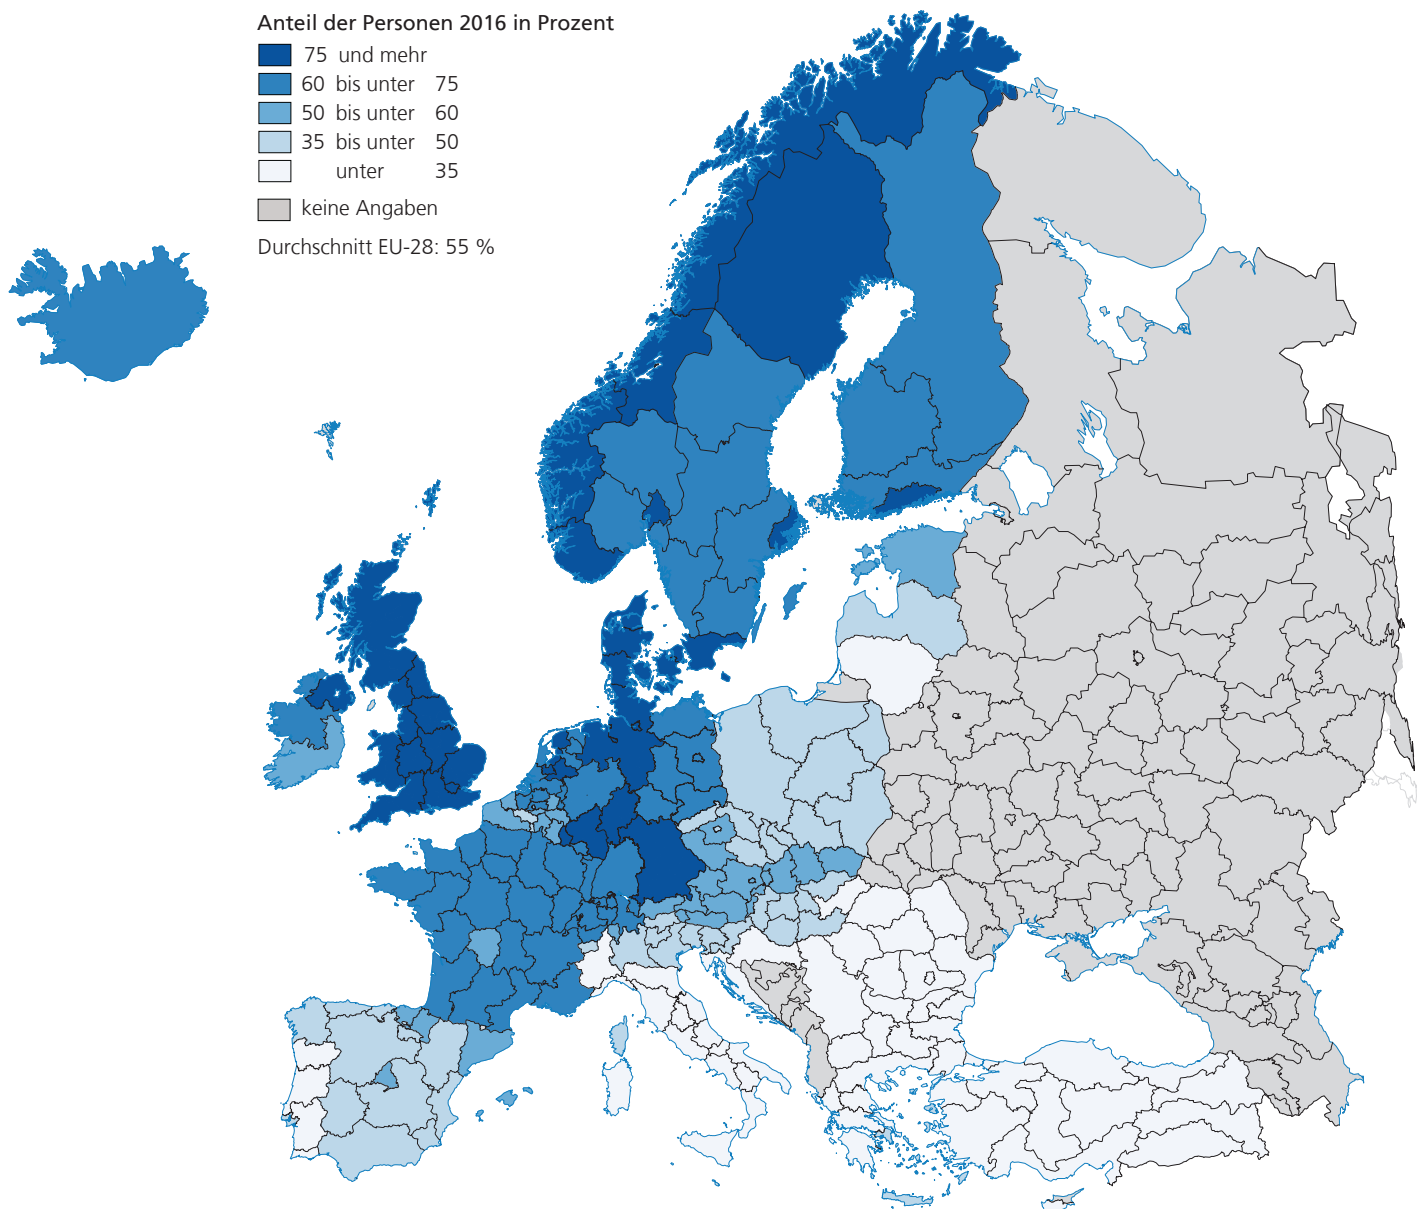 Anteil der Personen 2016 in Prozent
75 und mehr
60 bis unter 75
50 bis unter 60
35 bis unter 50
unter 35
keine Angaben
Durchschnitt EU-28: 55 %